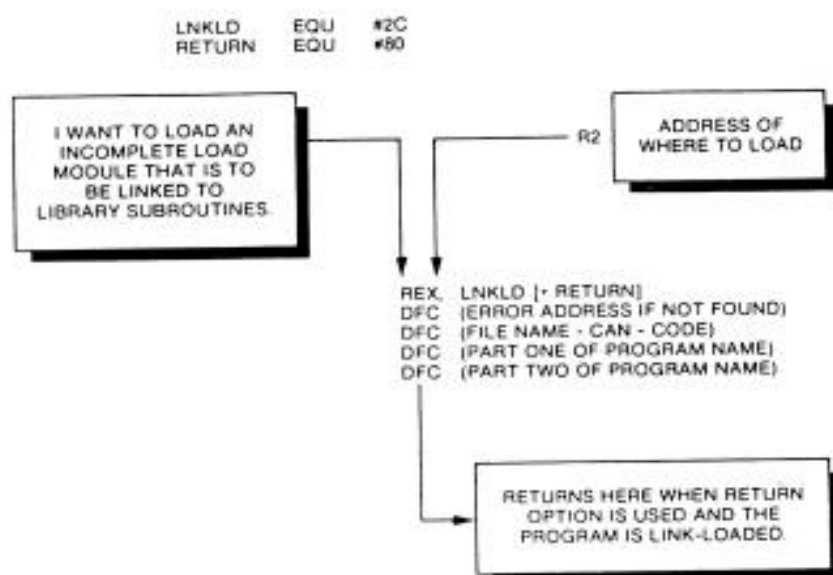 LNKLD EQU #2C
RETURN EQU #80
I WANT TO LOAD AN
INCOMPLETE LOAD
MODULE THAT IS TO
BE LINKED TO
LIBRARY SUBROUTINES.
R2
ADDRESS OF
WHERE TO LOAD
REX, LNKLD [+ RETURN]
DFC (ERROR ADDRESS IF NOT FOUND)
DFC (FILE NAME - CAN - CODE)
DFC (PART ONE OF PROGRAM NAME)
DFC (PART TWO OF PROGRAM NAME)
RETURNS HERE WHEN RETURN
OPTION IS USED AND THE
PROGRAM IS LINK-LOADED.